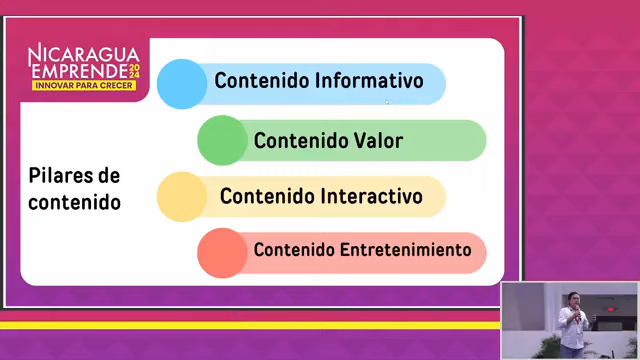 NICARAGUA
EMPRENDE 2024
INNOVAR PARA CRECER
Contenido Informativo
Contenido Valor
Pilares de
contenido
Contenido Interactivo
Contenido Entretenimiento